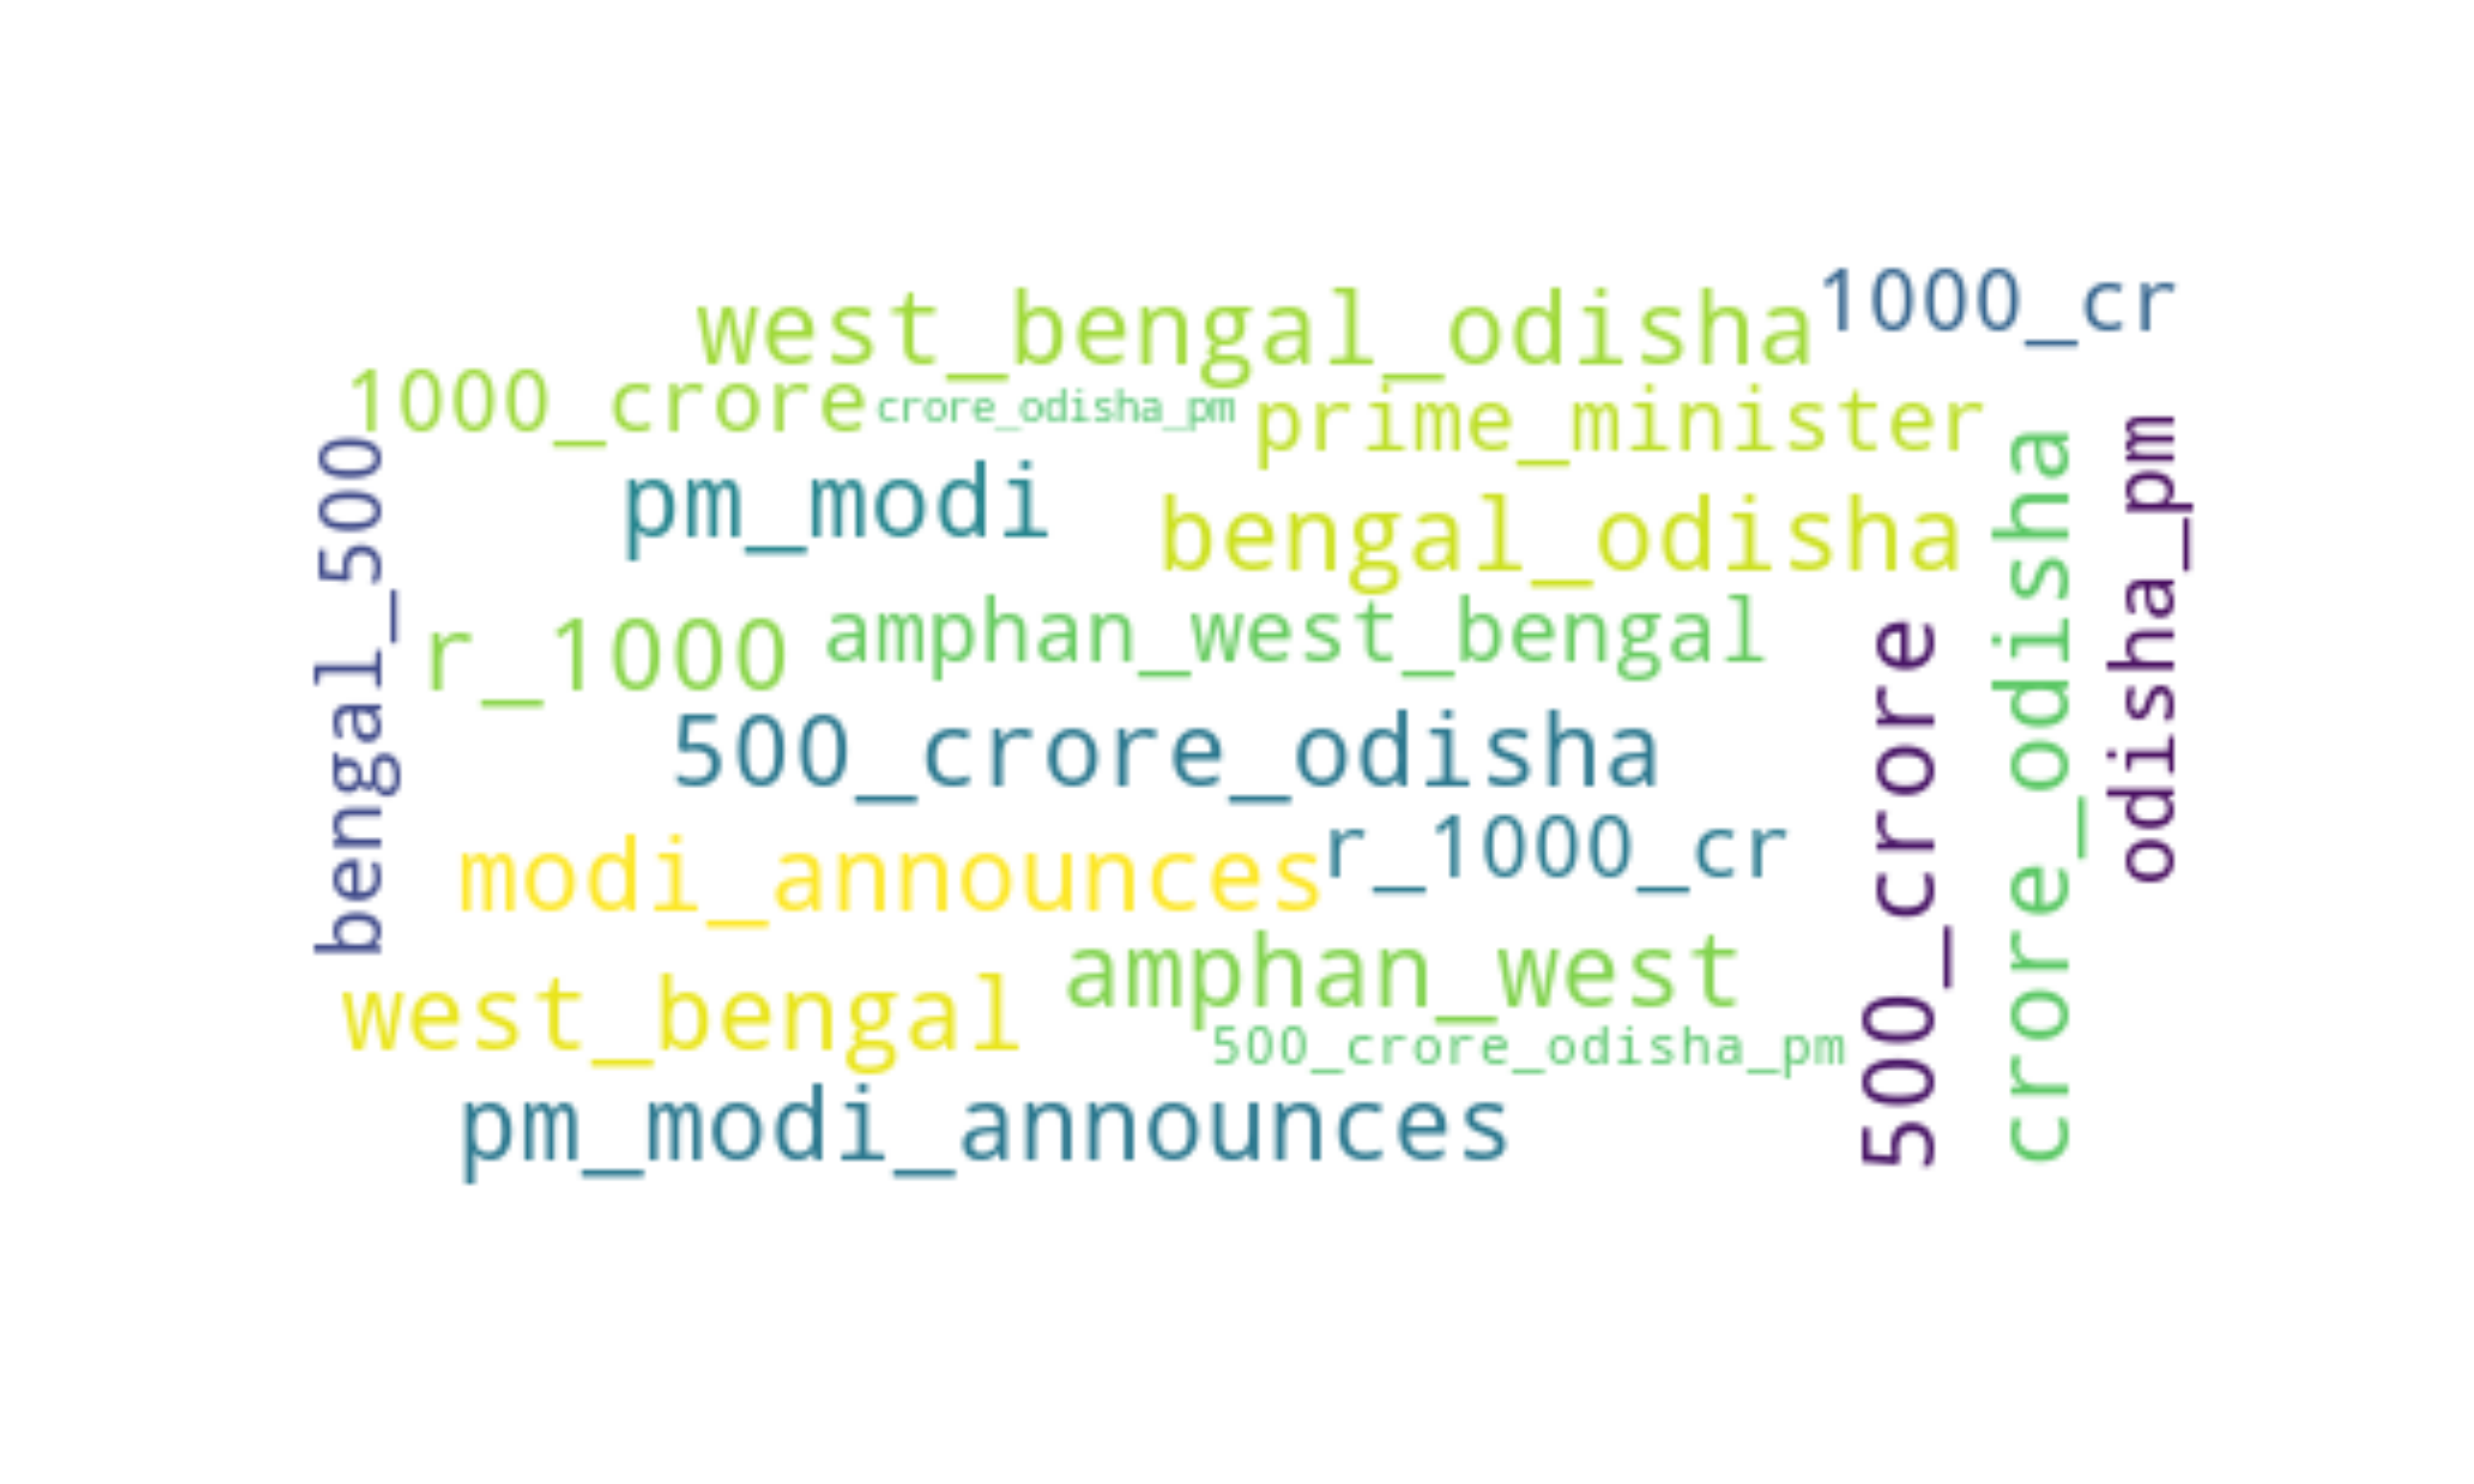 west_bengal_odisha
1000_cr
1000_crore
crore_odisha_pm
prime_minister
pm_modi
bengal_odisha
bengal_500
r_1000
amphan_west_bengal
500_crore_odisha
modi_announces
r_1000_cr
amphan_west
west_bengal
500_crore_odisha_pm
pm_modi_announces
500_crore
crore_odisha
odisha_pm